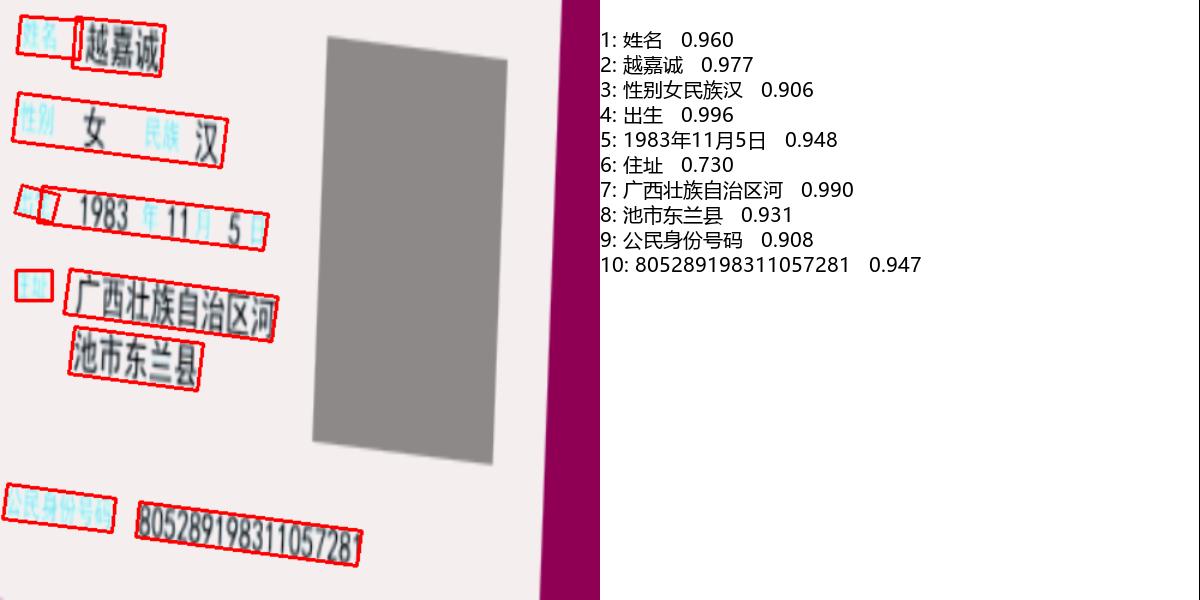 姓名 越嘉诚
性别 女 民族 汉
出生 1983 年 11 月 5 日
住址 广西壮族自治区河
池市东兰县
公民身份号码 805289198311057281
1: 姓名 0.960
2: 越嘉诚 0.977
3: 性别女民族汉 0.906
4: 出生 0.996
5: 1983年11月5日 0.948
6: 住址 0.730
7: 广西壮族自治区河 0.990
8: 池市东兰县 0.931
9: 公民身份号码 0.908
10: 805289198311057281 0.947